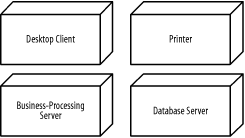 Desktop Client
Printer
Business-Processing
Server
Database Server